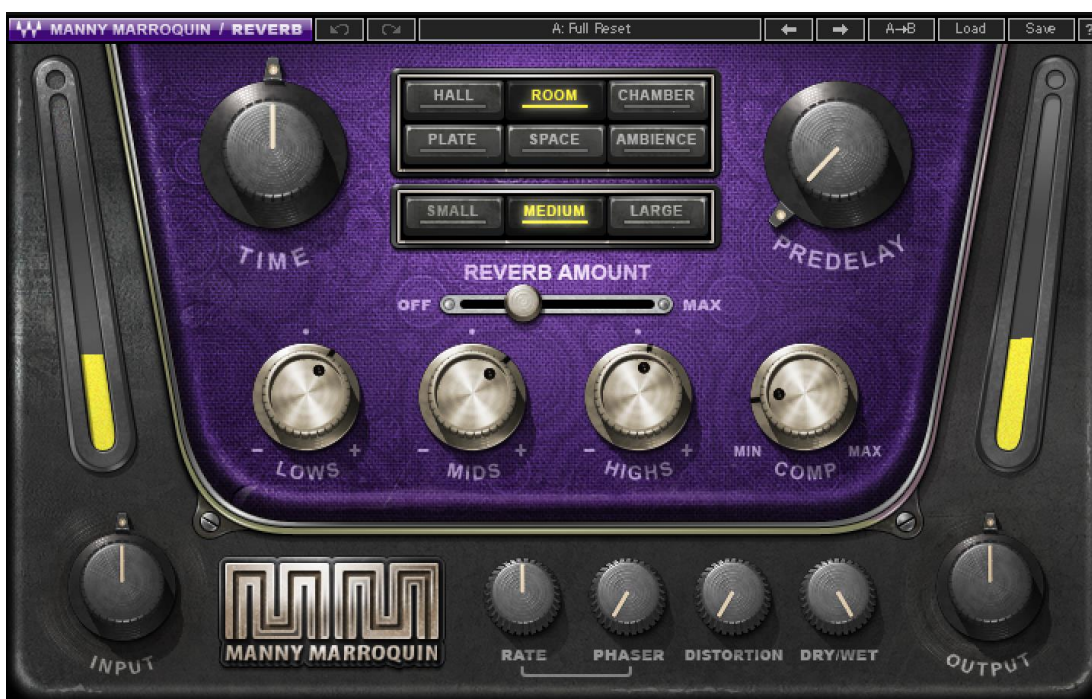 MANNY MARROQUIN / REVERB
A: Full Reset
A→B
Load
Save
?
HALL ROOM CHAMBER
PLATE SPACE AMBIENCE
SMALL MEDIUM LARGE
TIME
PREDELAY
REVERB AMOUNT
OFF MAX
- + - + - + MIN MAX
LOWS MIDS HIGHS COMP
MANNY MARROQUIN
INPUT
RATE PHASER DISTORTION DRY/WET
OUTPUT